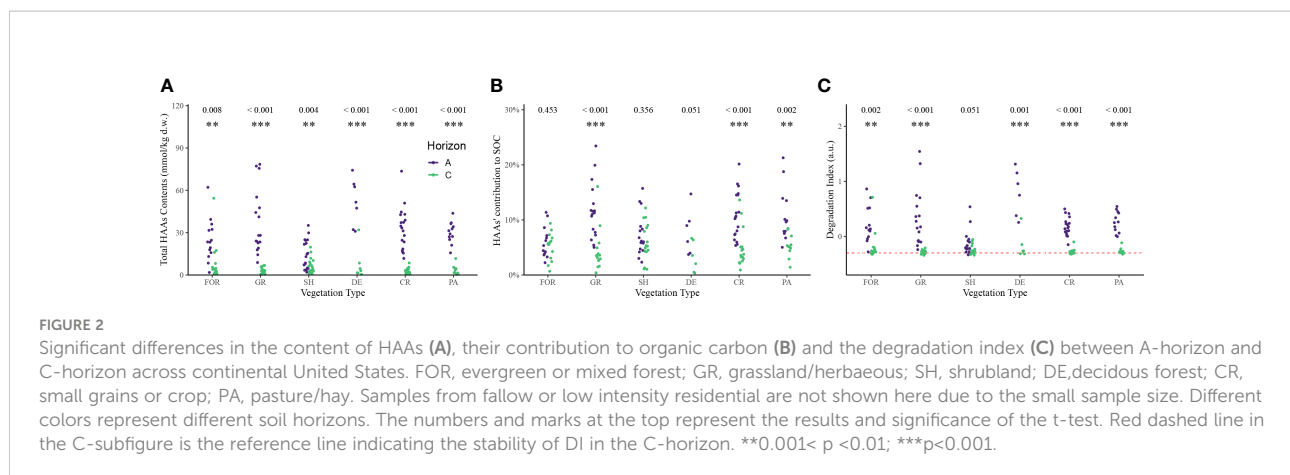 A
0.008 < 0.001 0.004 < 0.001 < 0.001 < 0.001
** *** ** *** *** ***
Total HAAs Contents (mmol/kg d.w.)
120
90
60
30
0
Horizon
A
C
FOR GR SH DE CR PA
Vegetation Type
B
0.453 < 0.001 0.356 0.051 < 0.001 0.002
*** *** **
HAAs' contribution to SOC
30%
20%
10%
0%
FOR GR SH DE CR PA
Vegetation Type
C
0.002 < 0.001 0.051 0.001 < 0.001 < 0.001
** *** *** *** ***
Degradation Index (a.u.)
2
1
0
FOR GR SH DE CR PA
Vegetation Type
FIGURE 2
Significant differences in the content of HAAs (A), their contribution to organic carbon (B) and the degradation index (C) between A-horizon and
C-horizon across continental United States. FOR, evergreen or mixed forest; GR, grassland/herbaeous; SH, shrubland; DE,decidous forest; CR,
small grains or crop; PA, pasture/hay. Samples from fallow or low intensity residential are not shown here due to the small sample size. Different
colors represent different soil horizons. The numbers and marks at the top represent the results and significance of the t-test. Red dashed line in
the C-subfigure is the reference line indicating the stability of DI in the C-horizon. **0.001< p <0.01; ***p<0.001.